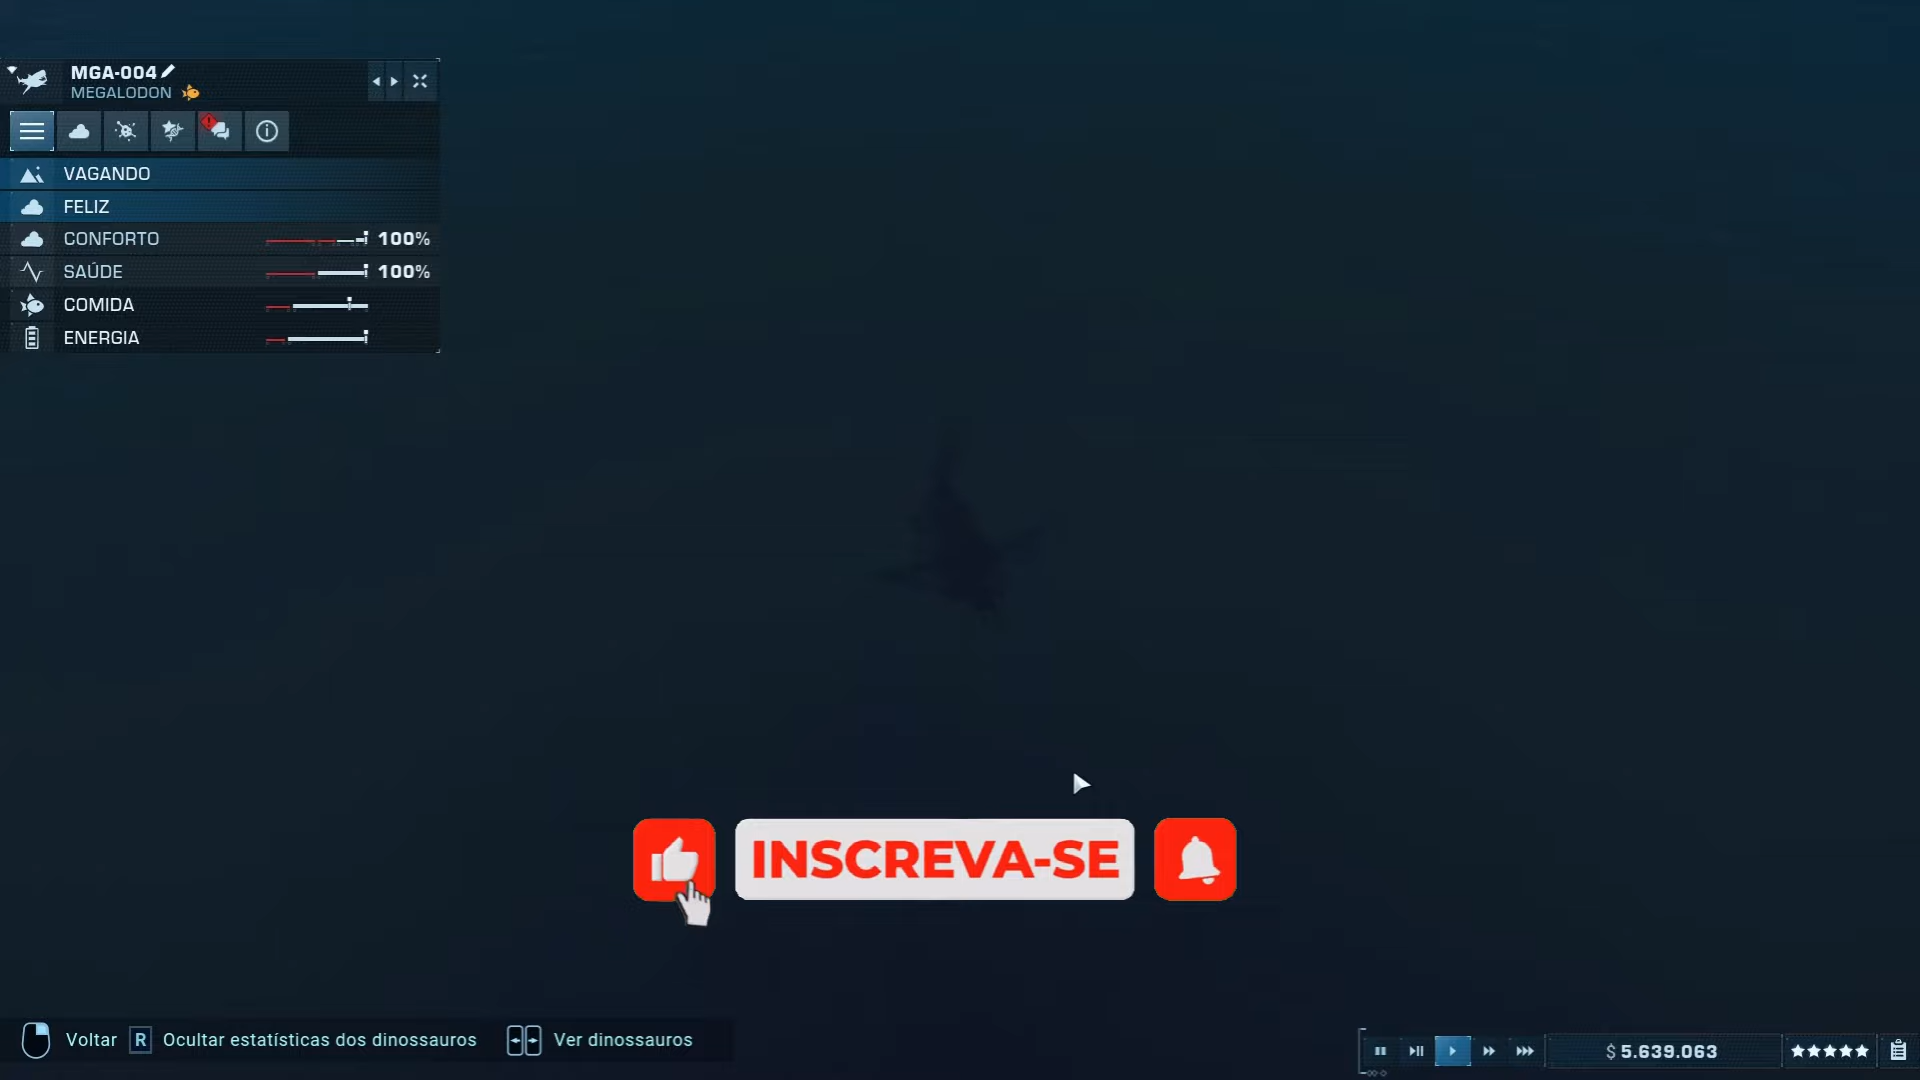 MGA-004
MEGALODON
VAGANDO
FELIZ
CONFORTO 100%
SAÚDE 100%
COMIDA
ENERGIA
INSCREVA-SE
Voltar R Ocultar estatísticas dos dinossauros Ver dinossauros
$ 5.639.063